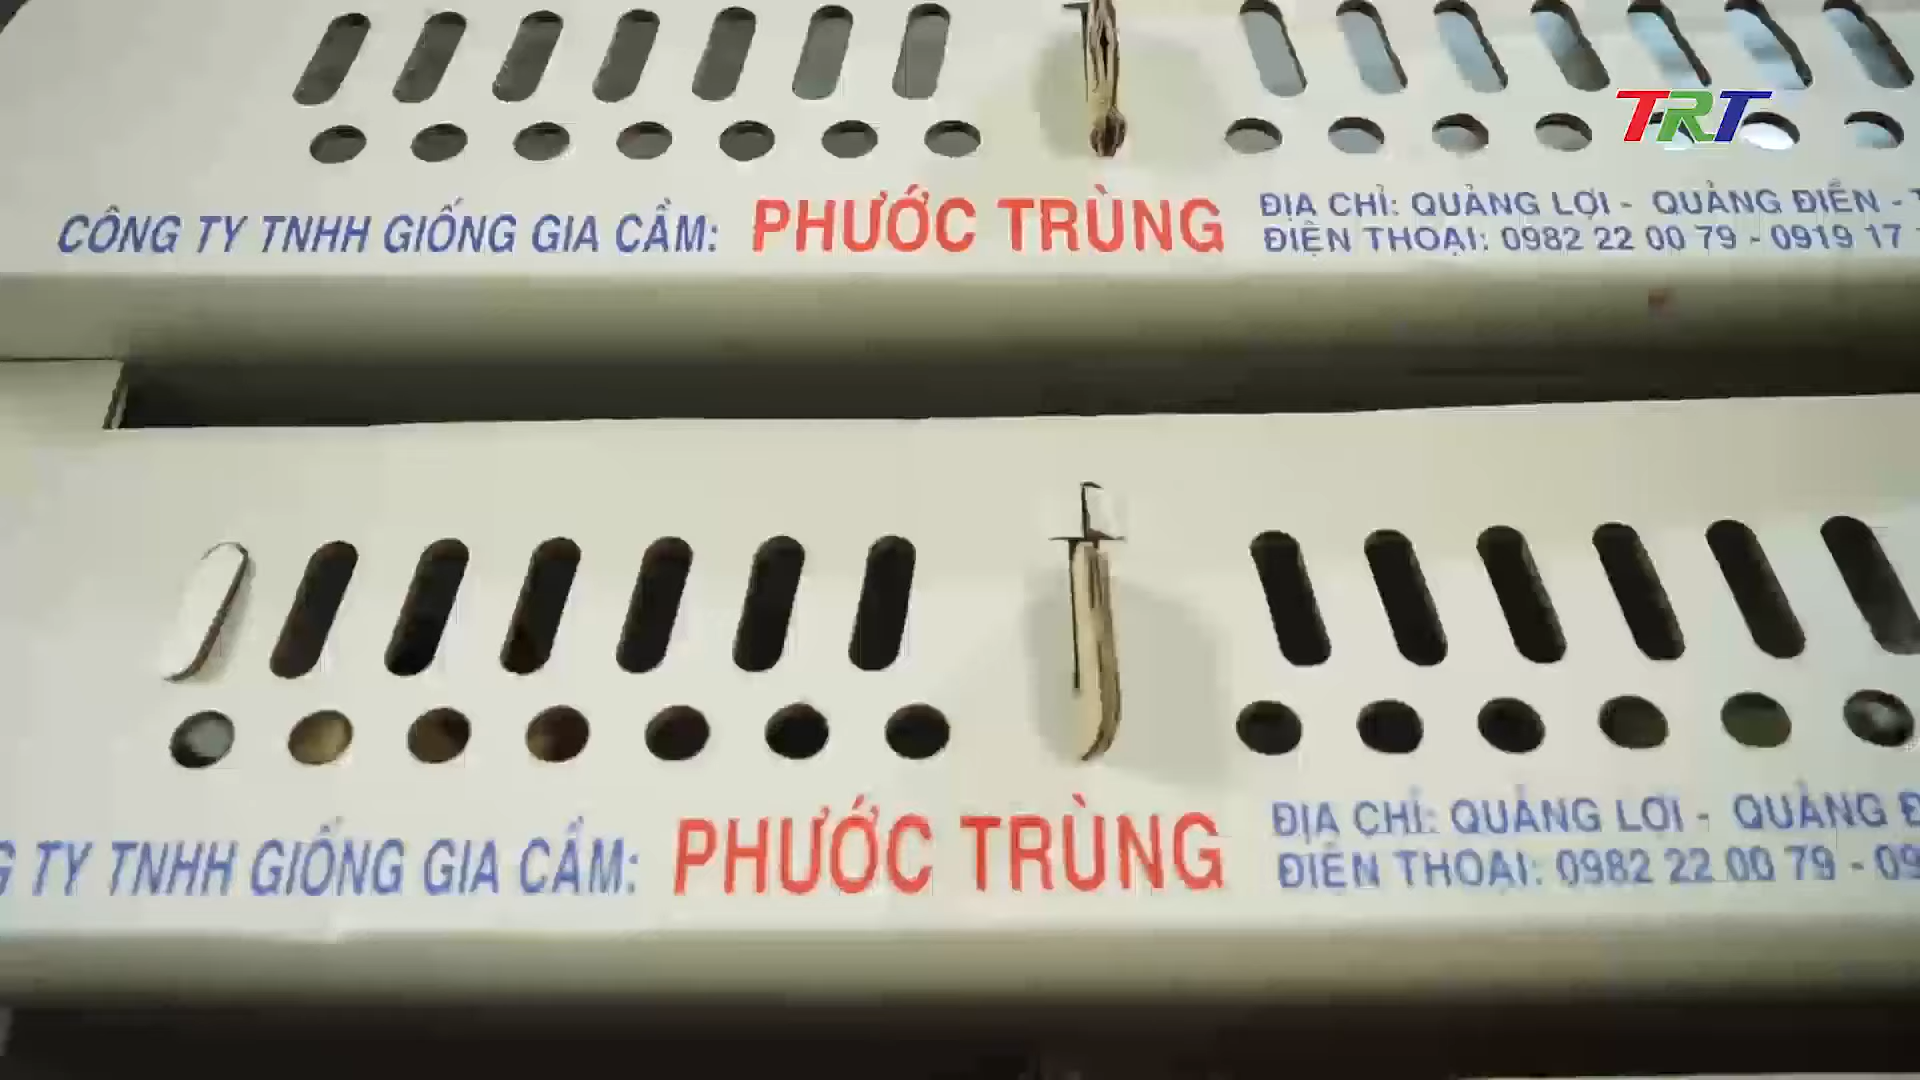 TRT
CÔNG TY TNHH GIỐNG GIA CẦM: PHƯỚC TRÙNG
ĐỊA CHỈ: QUẢNG LỢI - QUẢNG ĐIỀN -
ĐIỆN THOẠI: 0982 22 00 79 - 0919 17
TY TNHH GIỐNG GIA CẦM: PHƯỚC TRÙNG
ĐỊA CHỈ: QUẢNG LỢI - QUẢNG
ĐIỆN THOẠI: 0982 22 00 79 - 09